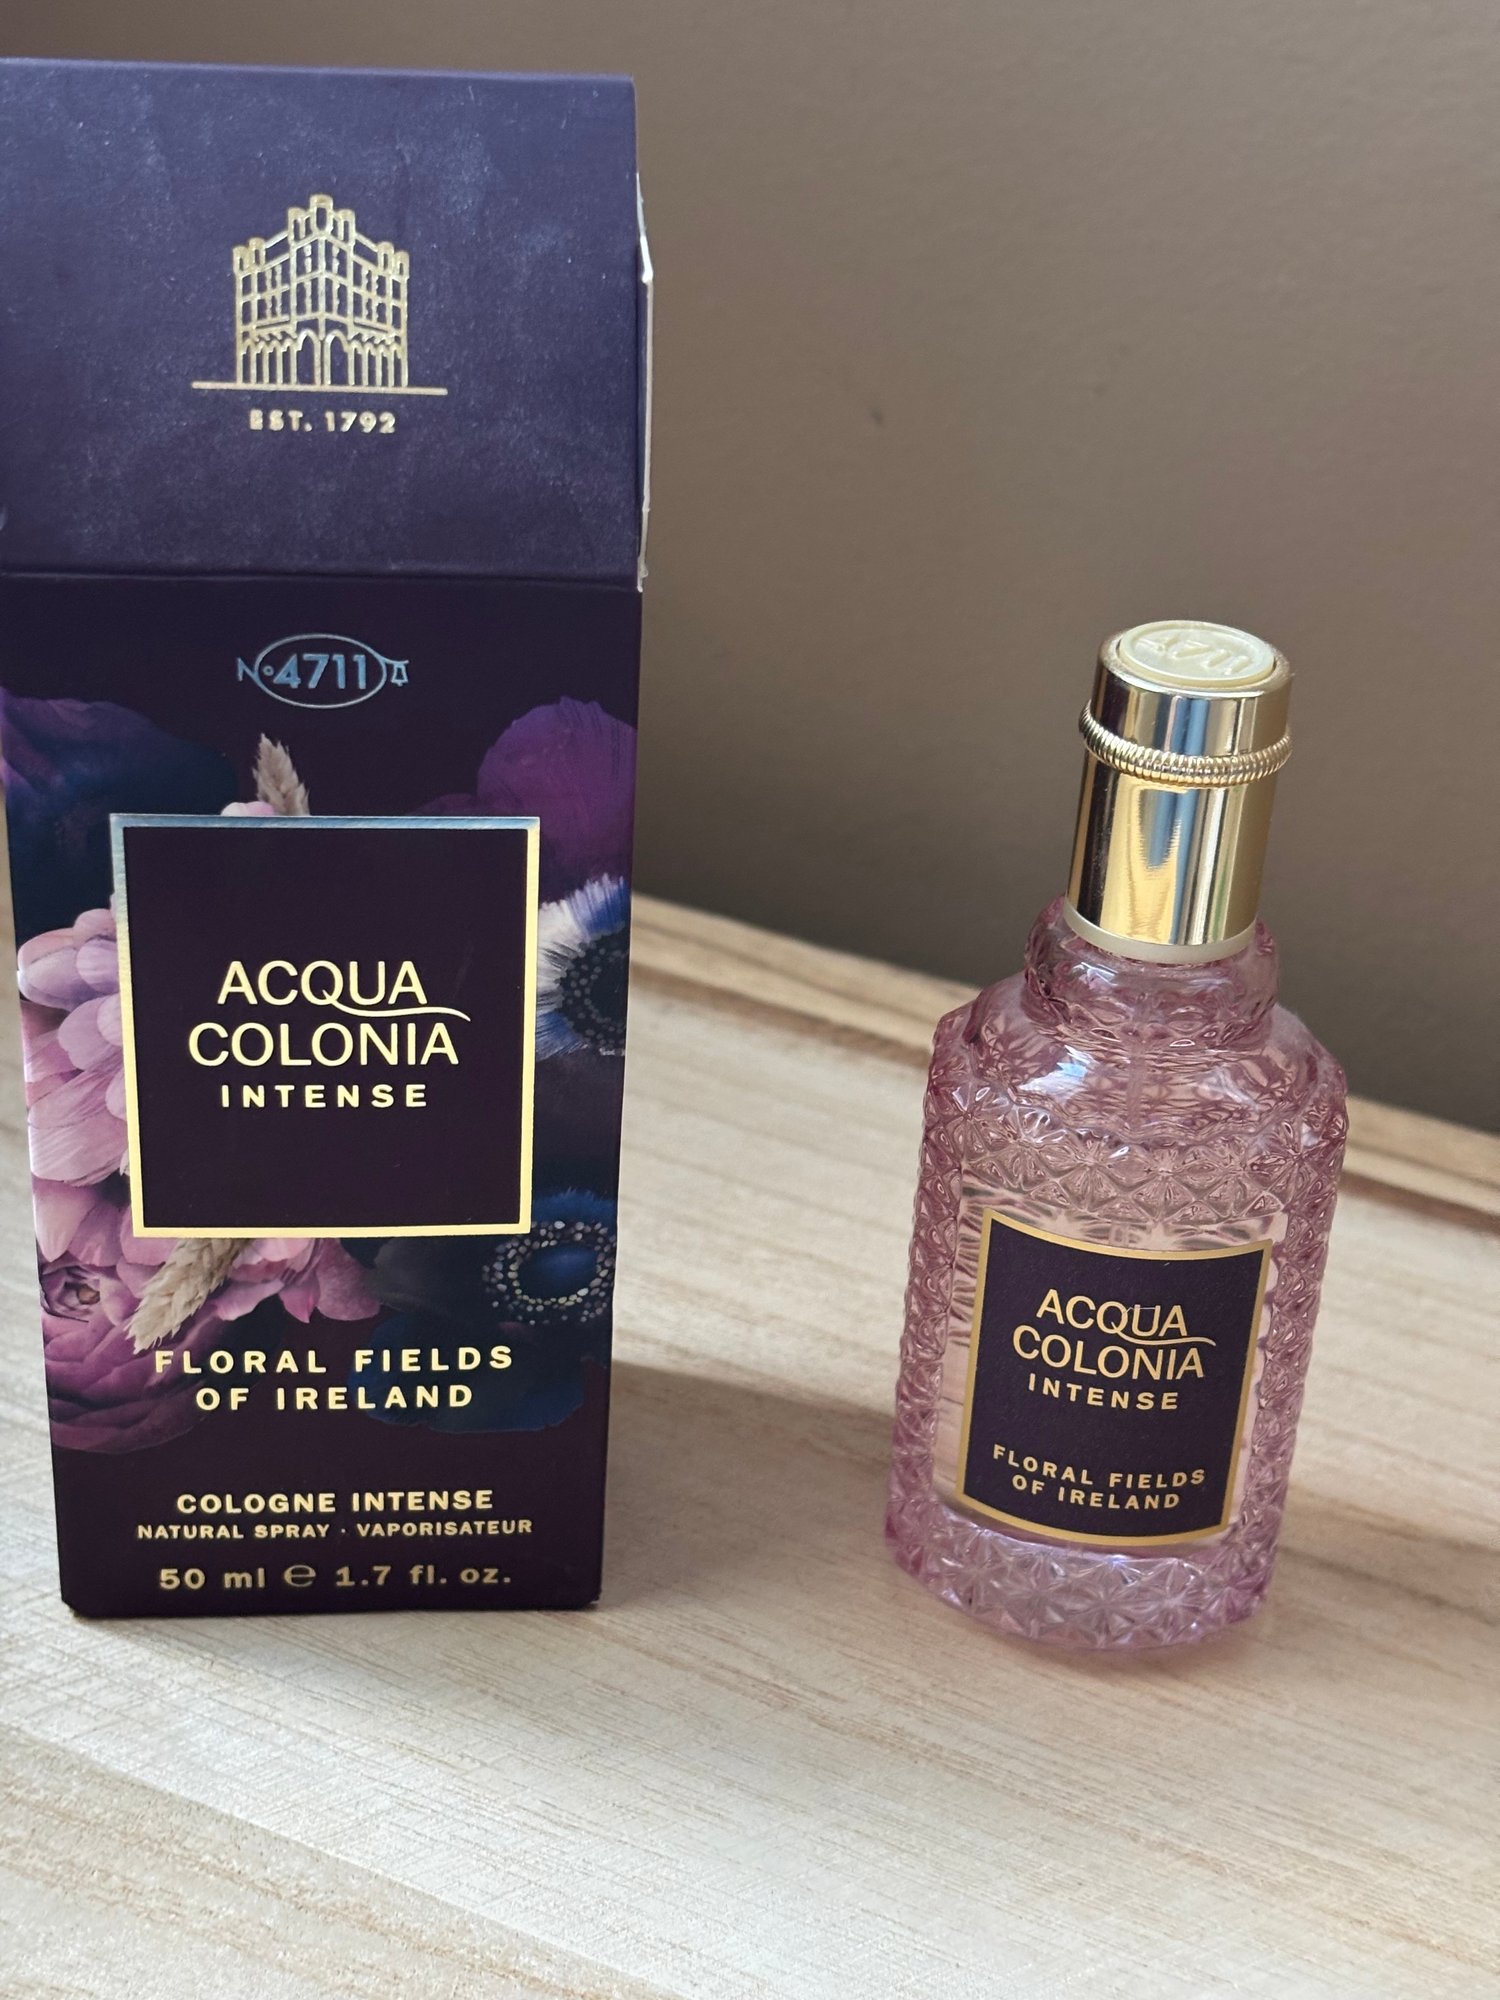 EST. 1792
Nº4711
ACQUA
COLONIA
INTENSE
FLORAL FIELDS
OF IRELAND
COLOGNE INTENSE
NATURAL SPRAY · VAPORISATEUR
50 ml ℮ 1.7 fl. oz.
4711
ACQUA
COLONIA
INTENSE
FLORAL FIELDS
OF IRELAND